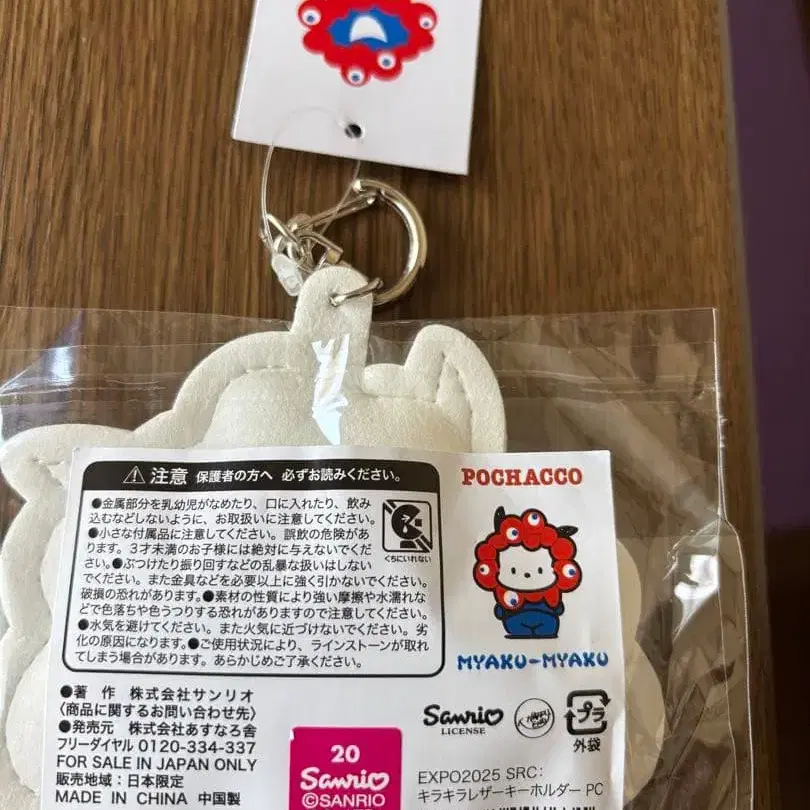 ⚠注意 保護者の方へ 必ずお読みください。
●金属部分を乳幼児がなめたり、口に入れたり、飲み
込むなどしないように、お取扱いに注意してください。
●小さな付属品に注意してください。誤飲の危険があ
ります。3才未満のお子様には絶対に与えないでくだ
さい。●ぶつけたり振り回すなどの乱暴な扱いはしない
でください。また金具などを必要以上に強く引かないでください。
破損の恐れがあります。●素材の性質により強い摩擦や水濡れな
どで色落ちや色うつりする恐れがありますので注意してください。
●水気を避けてください。また火気に近づけないでください。劣
化の原因になります。●ご使用状況により、ラインストーンが取れ
てしまう場合があります。あらかじめご了承ください。
くちにいれない
POCHACCO
MYAKU-MYAKU
●著 作 株式会社サンリオ
〈商品に関するお問い合わせ先〉
●発売元 株式会社あすなろ舎
フリーダイヤル 0120-334-337
FOR SALE IN JAPAN ONLY
販売地域：日本限定
MADE IN CHINA 中国製
20
Sanrio
©SANRIO
Sanrio
LICENSE
プラ
外袋
EXPO2025 SRC：
キラキラレザーキーホルダー PC